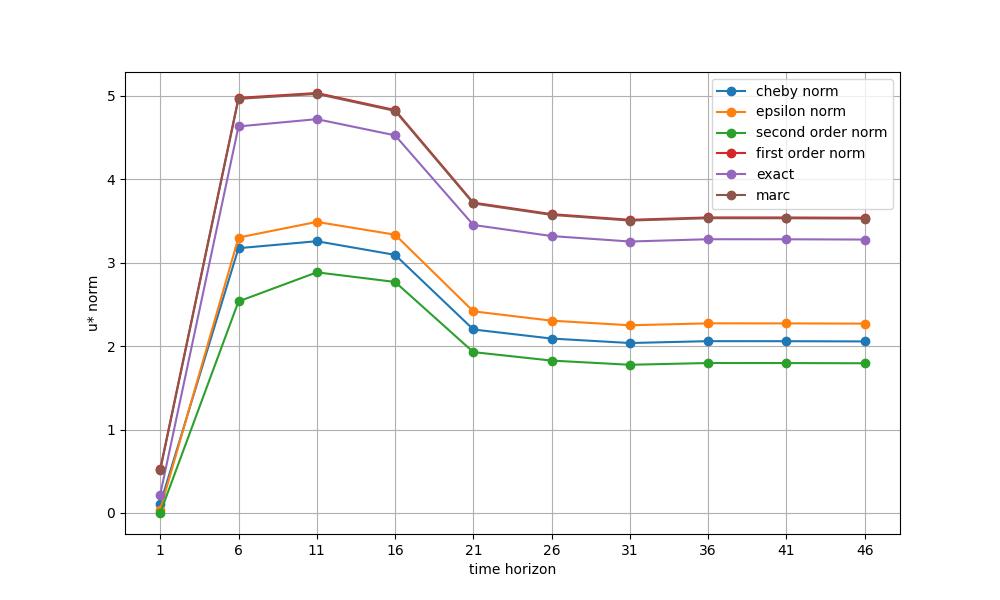 cheby norm
epsilon norm
second order norm
first order norm
exact
marc
5
4
3
2
1
0
u* norm
1 6 11 16 21 26 31 36 41 46
time horizon